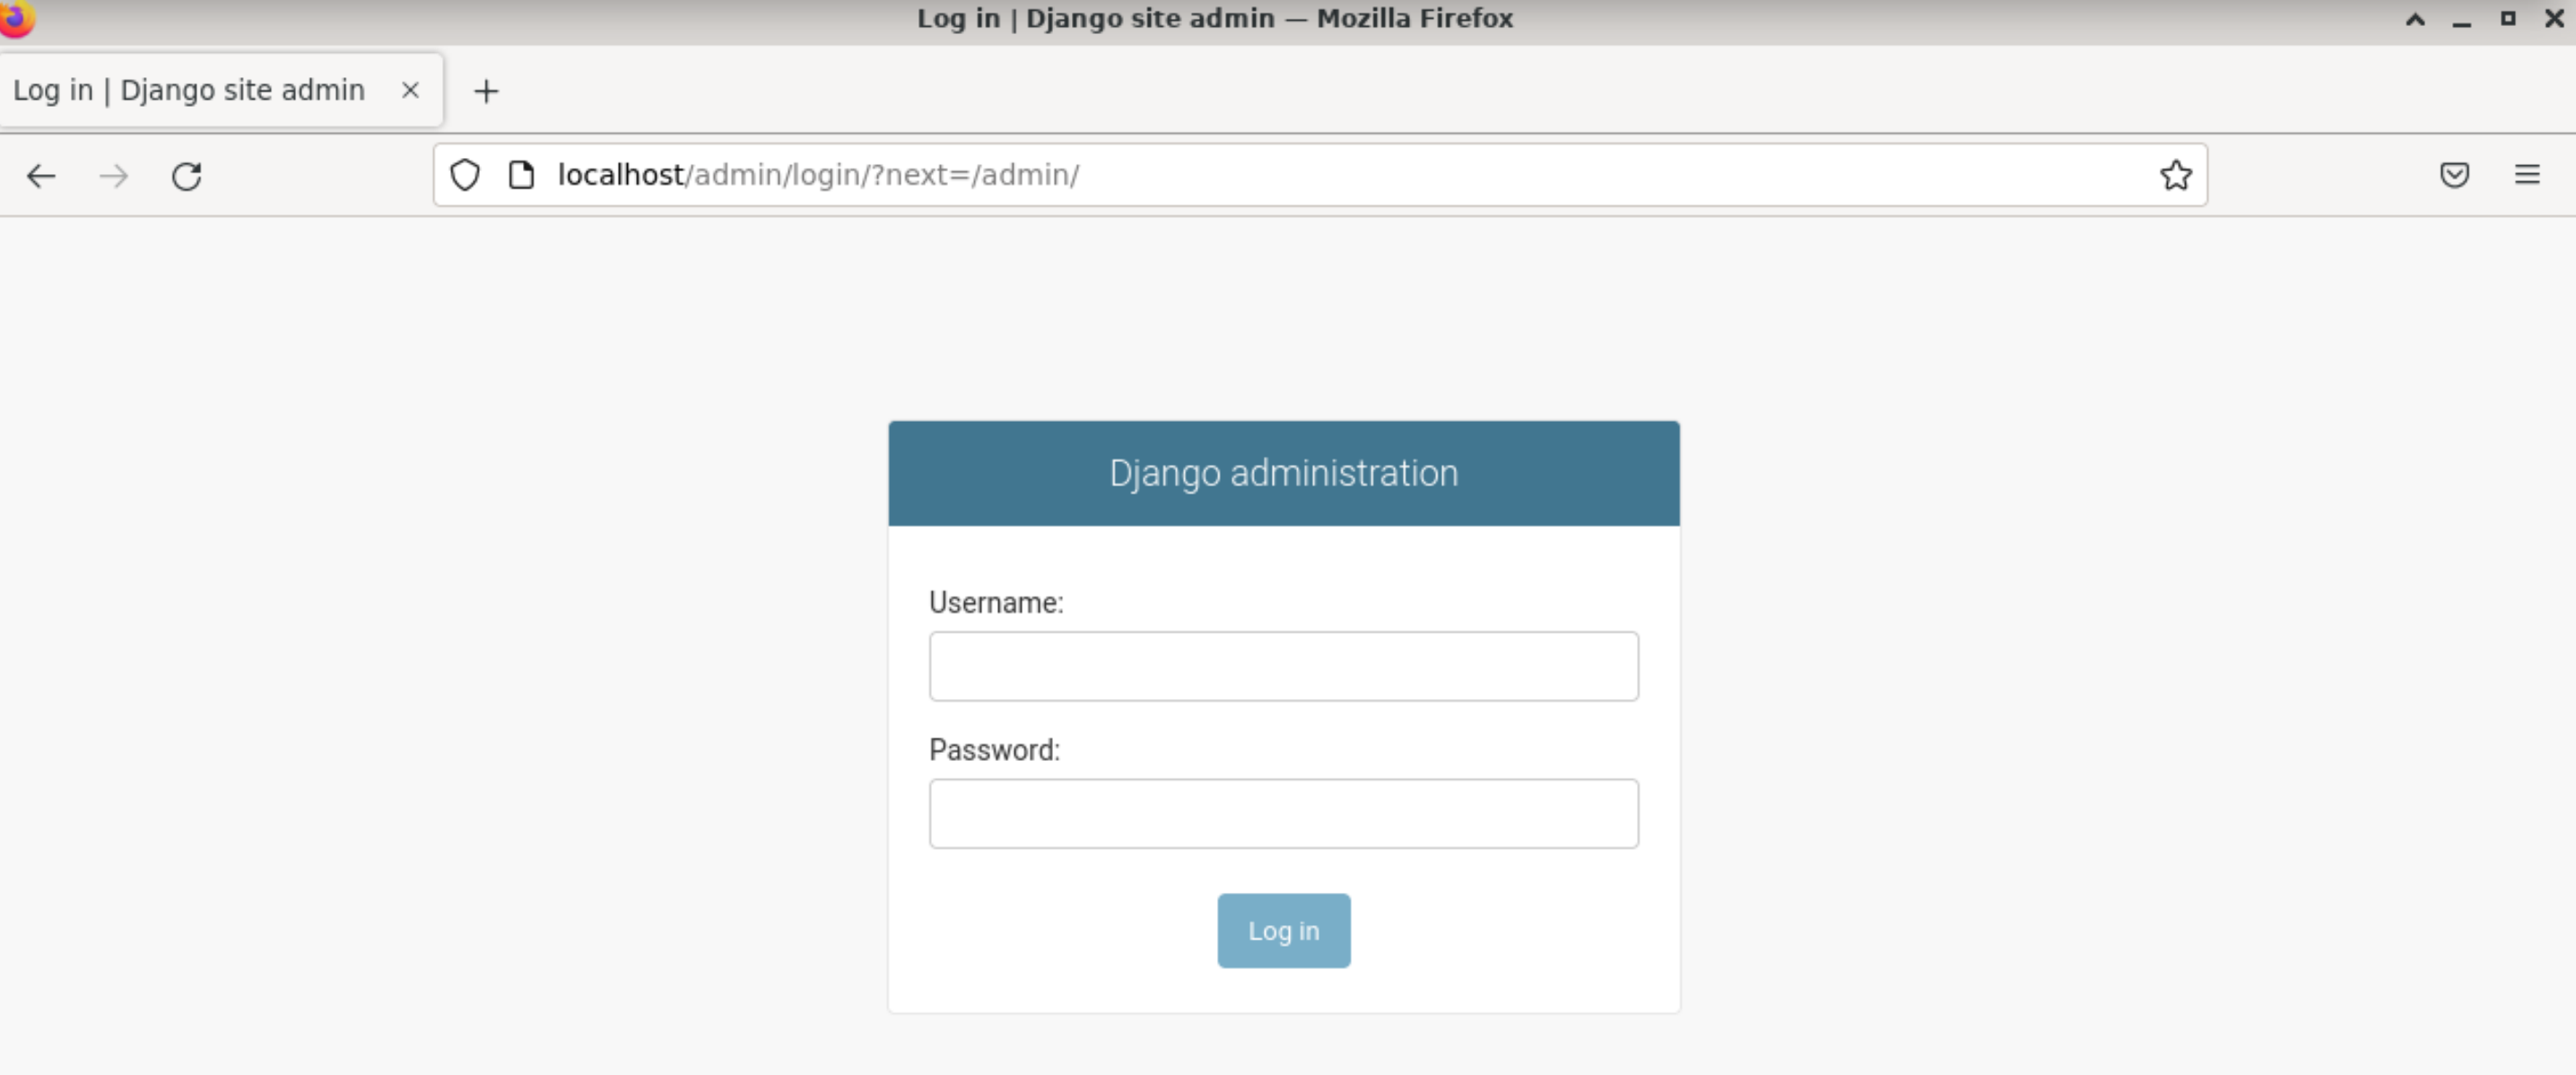 Log in | Django site admin — Mozilla Firefox
Log in | Django site admin
localhost/admin/login/?next=/admin/
Django administration
Username:
Password:
Log in